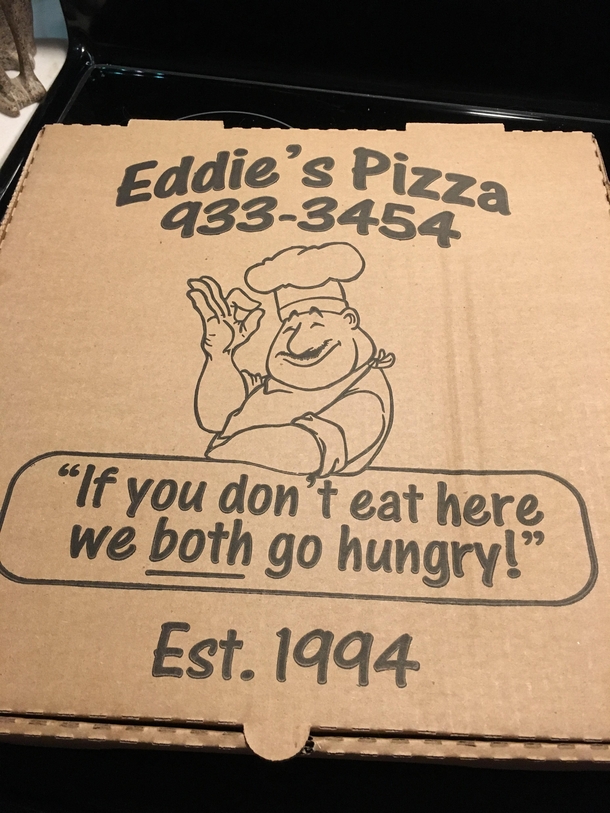 Eddie's Pizza
933-3454
"If you don't eat here
we both go hungry!"
Est. 1994